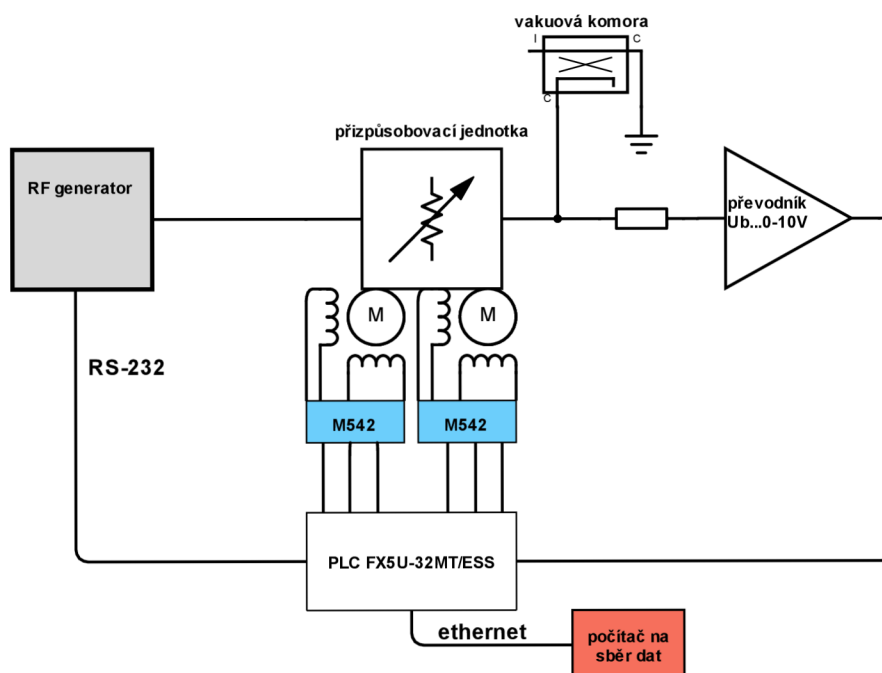 vakuová komora
I
C
C
přizpůsobovací jednotka
RF generator
převodník
Ub...0-10V
M
M
RS-232
M542
M542
PLC FX5U-32MT/ESS
ethernet
počítač na
sběr dat